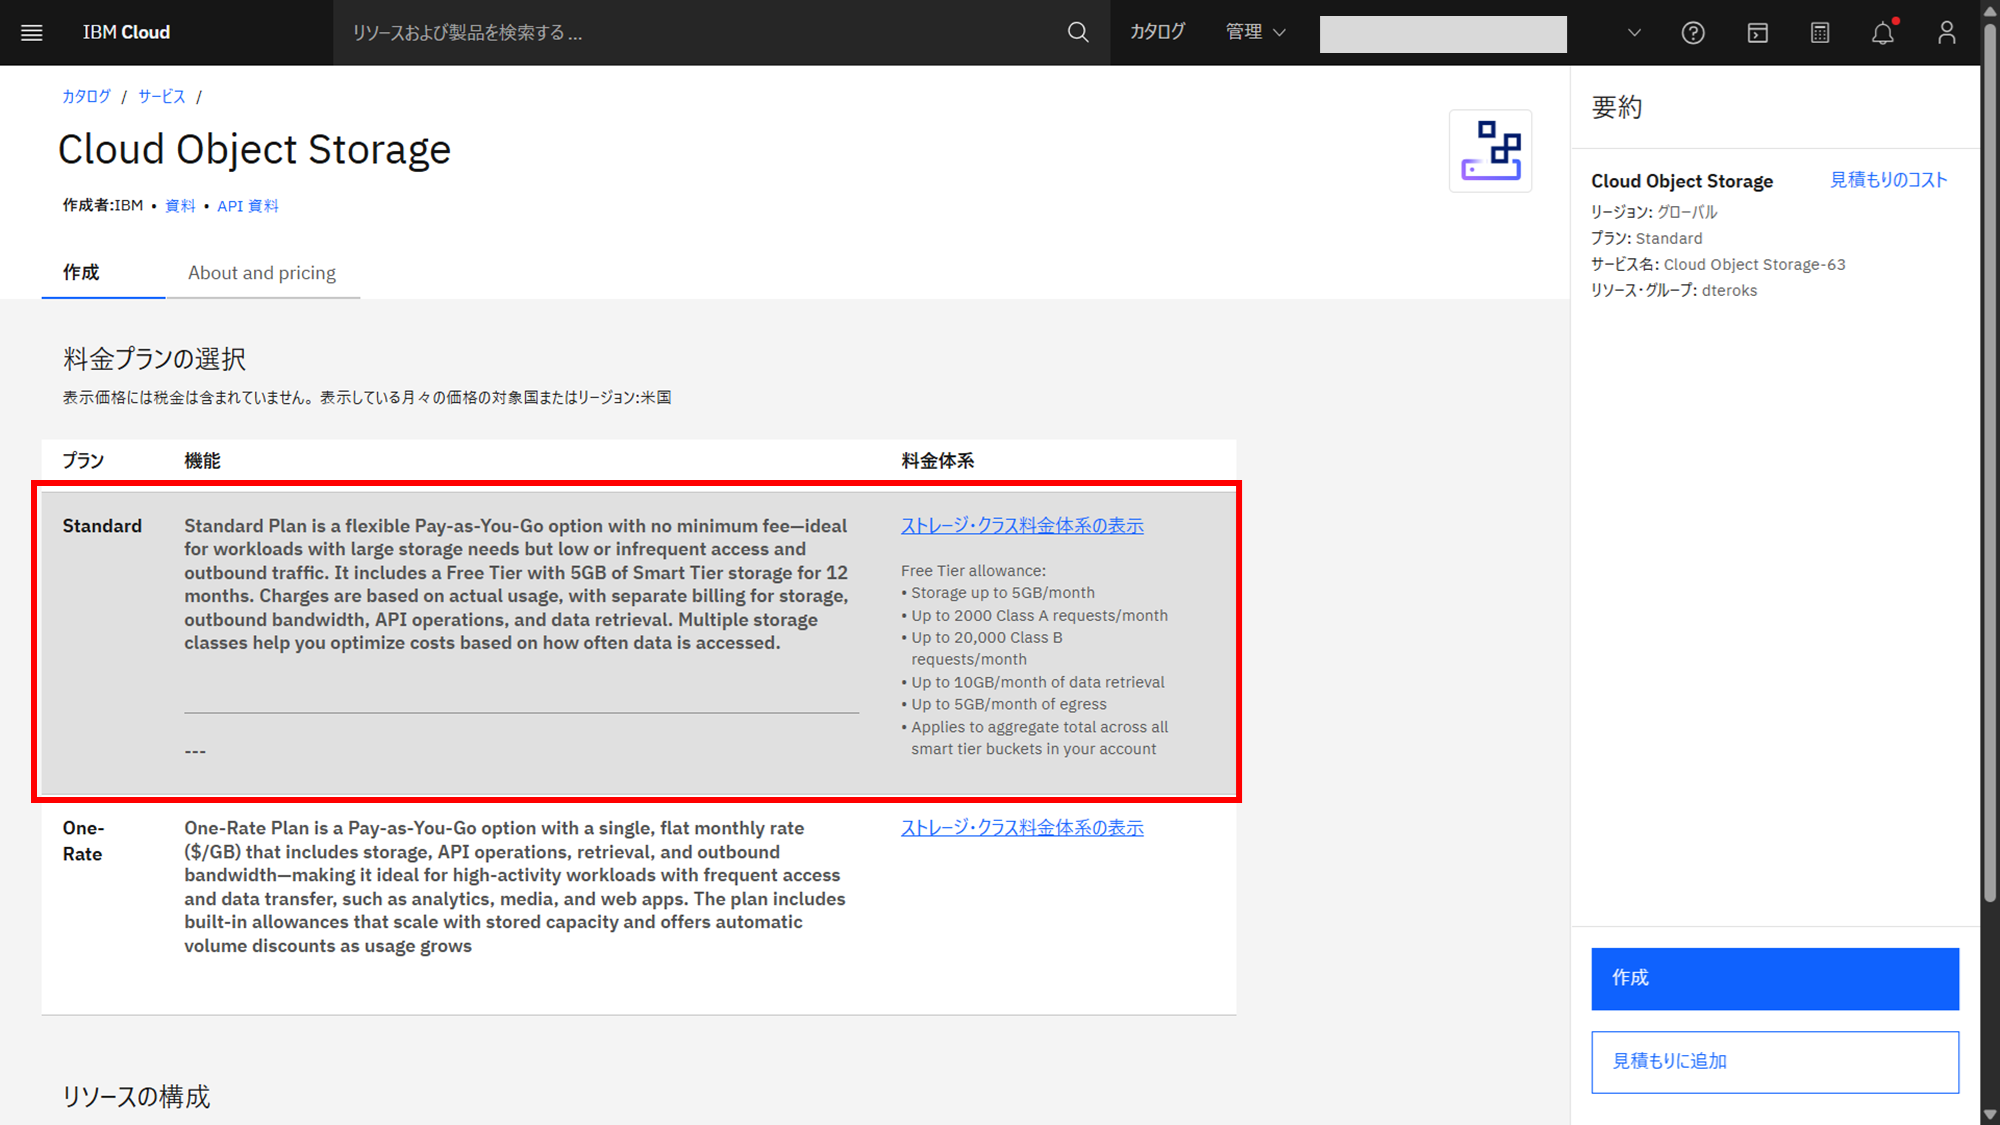 IBM Cloud
リソースおよび製品を検索する ...
カタログ
管理
カタログ / サービス /
Cloud Object Storage
作成者:IBM • 資料 • API 資料
作成
About and pricing
料金プランの選択
表示価格には税金は含まれていません。表示している月々の価格の対象国またはリージョン:米国
プラン
機能
料金体系
Standard
Standard Plan is a flexible Pay-as-You-Go option with no minimum fee—ideal
for workloads with large storage needs but low or infrequent access and
outbound traffic. It includes a Free Tier with 5GB of Smart Tier storage for 12
months. Charges are based on actual usage, with separate billing for storage,
outbound bandwidth, API operations, and data retrieval. Multiple storage
classes help you optimize costs based on how often data is accessed.
---
ストレージ・クラス料金体系の表示
Free Tier allowance:
• Storage up to 5GB/month
• Up to 2000 Class A requests/month
• Up to 20,000 Class B
requests/month
• Up to 10GB/month of data retrieval
• Up to 5GB/month of egress
• Applies to aggregate total across all
smart tier buckets in your account
One-
Rate
One-Rate Plan is a Pay-as-You-Go option with a single, flat monthly rate
($/GB) that includes storage, API operations, retrieval, and outbound
bandwidth—making it ideal for high-activity workloads with frequent access
and data transfer, such as analytics, media, and web apps. The plan includes
built-in allowances that scale with stored capacity and offers automatic
volume discounts as usage grows
ストレージ・クラス料金体系の表示
リソースの構成
要約
Cloud Object Storage
見積もりのコスト
リージョン: グローバル
プラン: Standard
サービス名: Cloud Object Storage-63
リソース・グループ: dteroks
作成
見積もりに追加